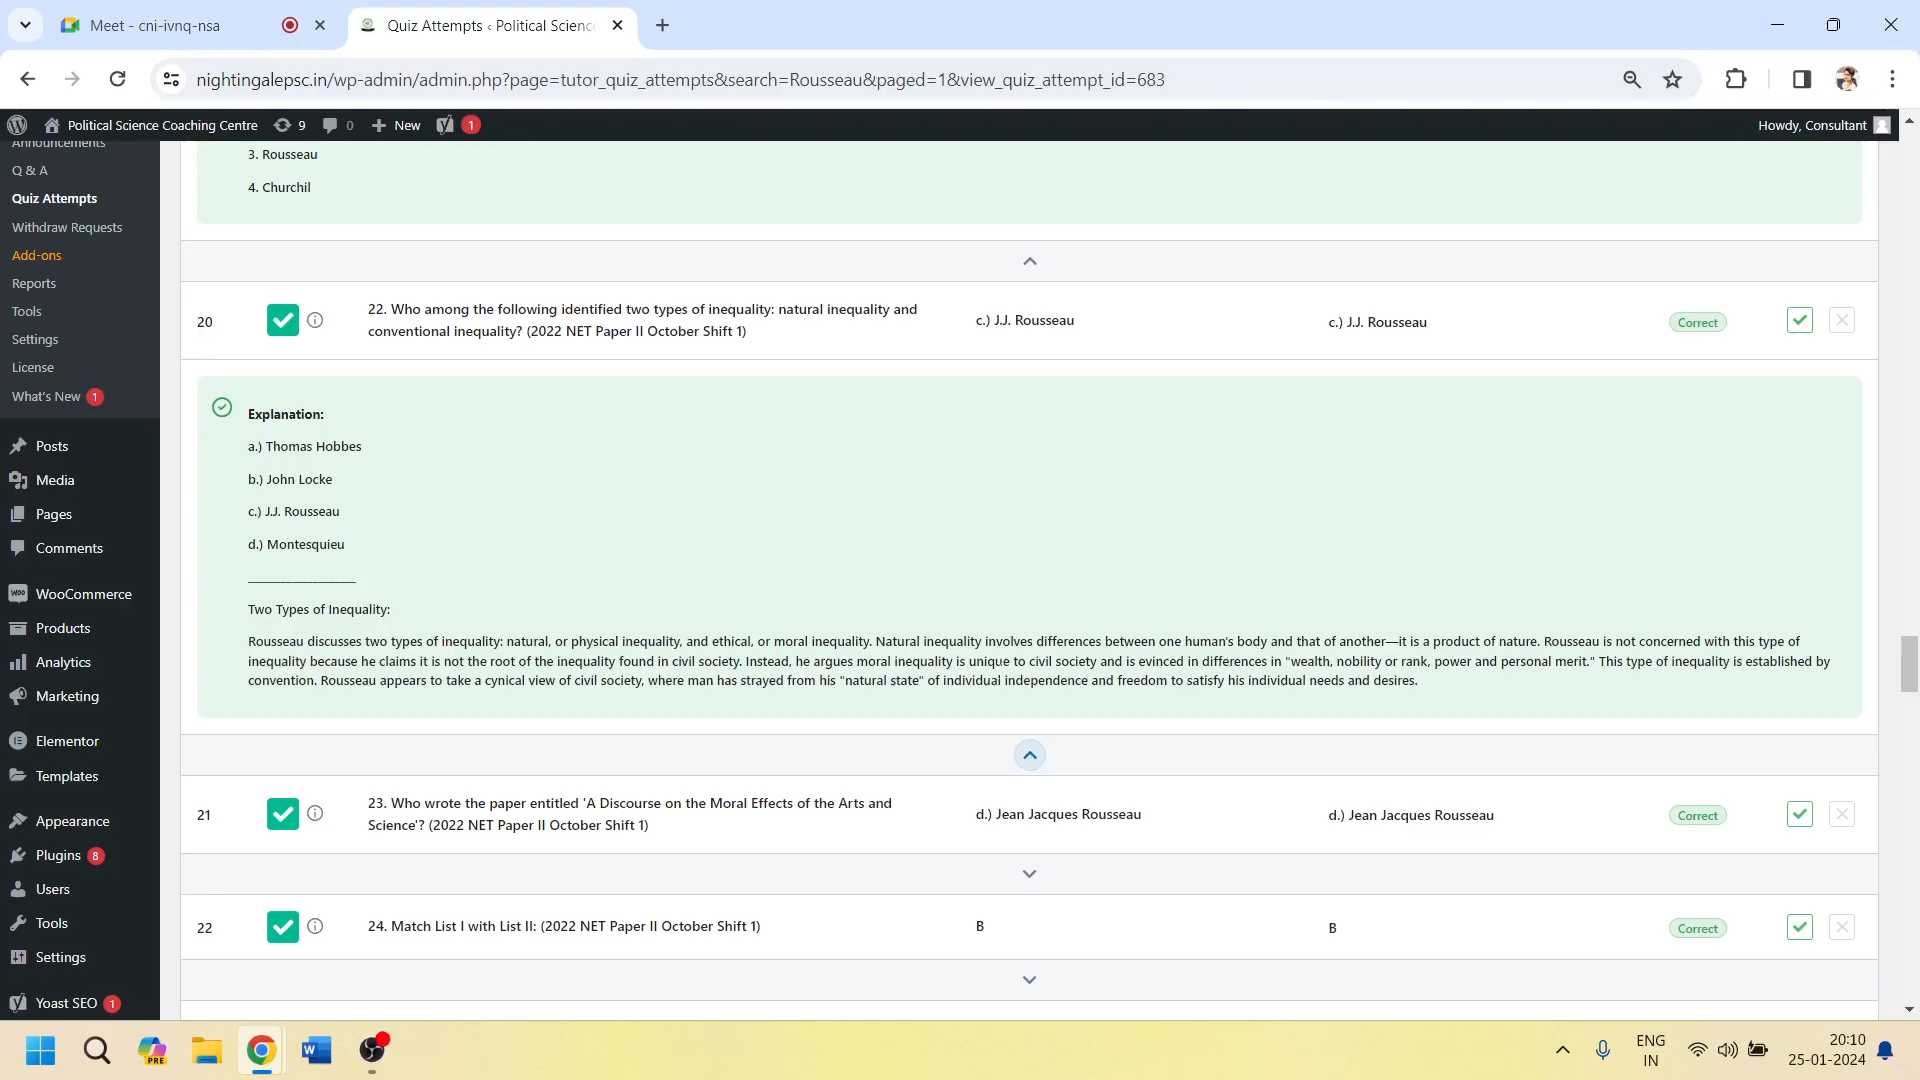 Meet - cni-ivnq-nsa
Quiz Attempts ‹ Political Science
nightingalepsc.in/wp-admin/admin.php?page=tutor_quiz_attempts&search=Rousseau&paged=1&view_quiz_attempt_id=683
Political Science Coaching Centre
9
0
New
1
Howdy, Consultant
Announcements
Q & A
Quiz Attempts
Withdraw Requests
Add-ons
Reports
Tools
Settings
License
What's New 1
Posts
Media
Pages
Comments
WooCommerce
Products
Analytics
Marketing
Elementor
Templates
Appearance
Plugins 8
Users
Tools
Settings
Yoast SEO 1
3. Rousseau
4. Churchil
20
22. Who among the following identified two types of inequality: natural inequality and
conventional inequality? (2022 NET Paper II October Shift 1)
c.) J.J. Rousseau
c.) J.J. Rousseau
Correct
Explanation:
a.) Thomas Hobbes
b.) John Locke
c.) J.J. Rousseau
d.) Montesquieu
___________________
Two Types of Inequality:
Rousseau discusses two types of inequality: natural, or physical inequality, and ethical, or moral inequality. Natural inequality involves differences between one human's body and that of another—it is a product of nature. Rousseau is not concerned with this type of
inequality because he claims it is not the root of the inequality found in civil society. Instead, he argues moral inequality is unique to civil society and is evinced in differences in "wealth, nobility or rank, power and personal merit." This type of inequality is established by
convention. Rousseau appears to take a cynical view of civil society, where man has strayed from his "natural state" of individual independence and freedom to satisfy his individual needs and desires.
21
23. Who wrote the paper entitled 'A Discourse on the Moral Effects of the Arts and
Science'? (2022 NET Paper II October Shift 1)
d.) Jean Jacques Rousseau
d.) Jean Jacques Rousseau
Correct
22
24. Match List I with List II: (2022 NET Paper II October Shift 1)
B
B
Correct
PRE
ENG
IN
20:10
25-01-2024